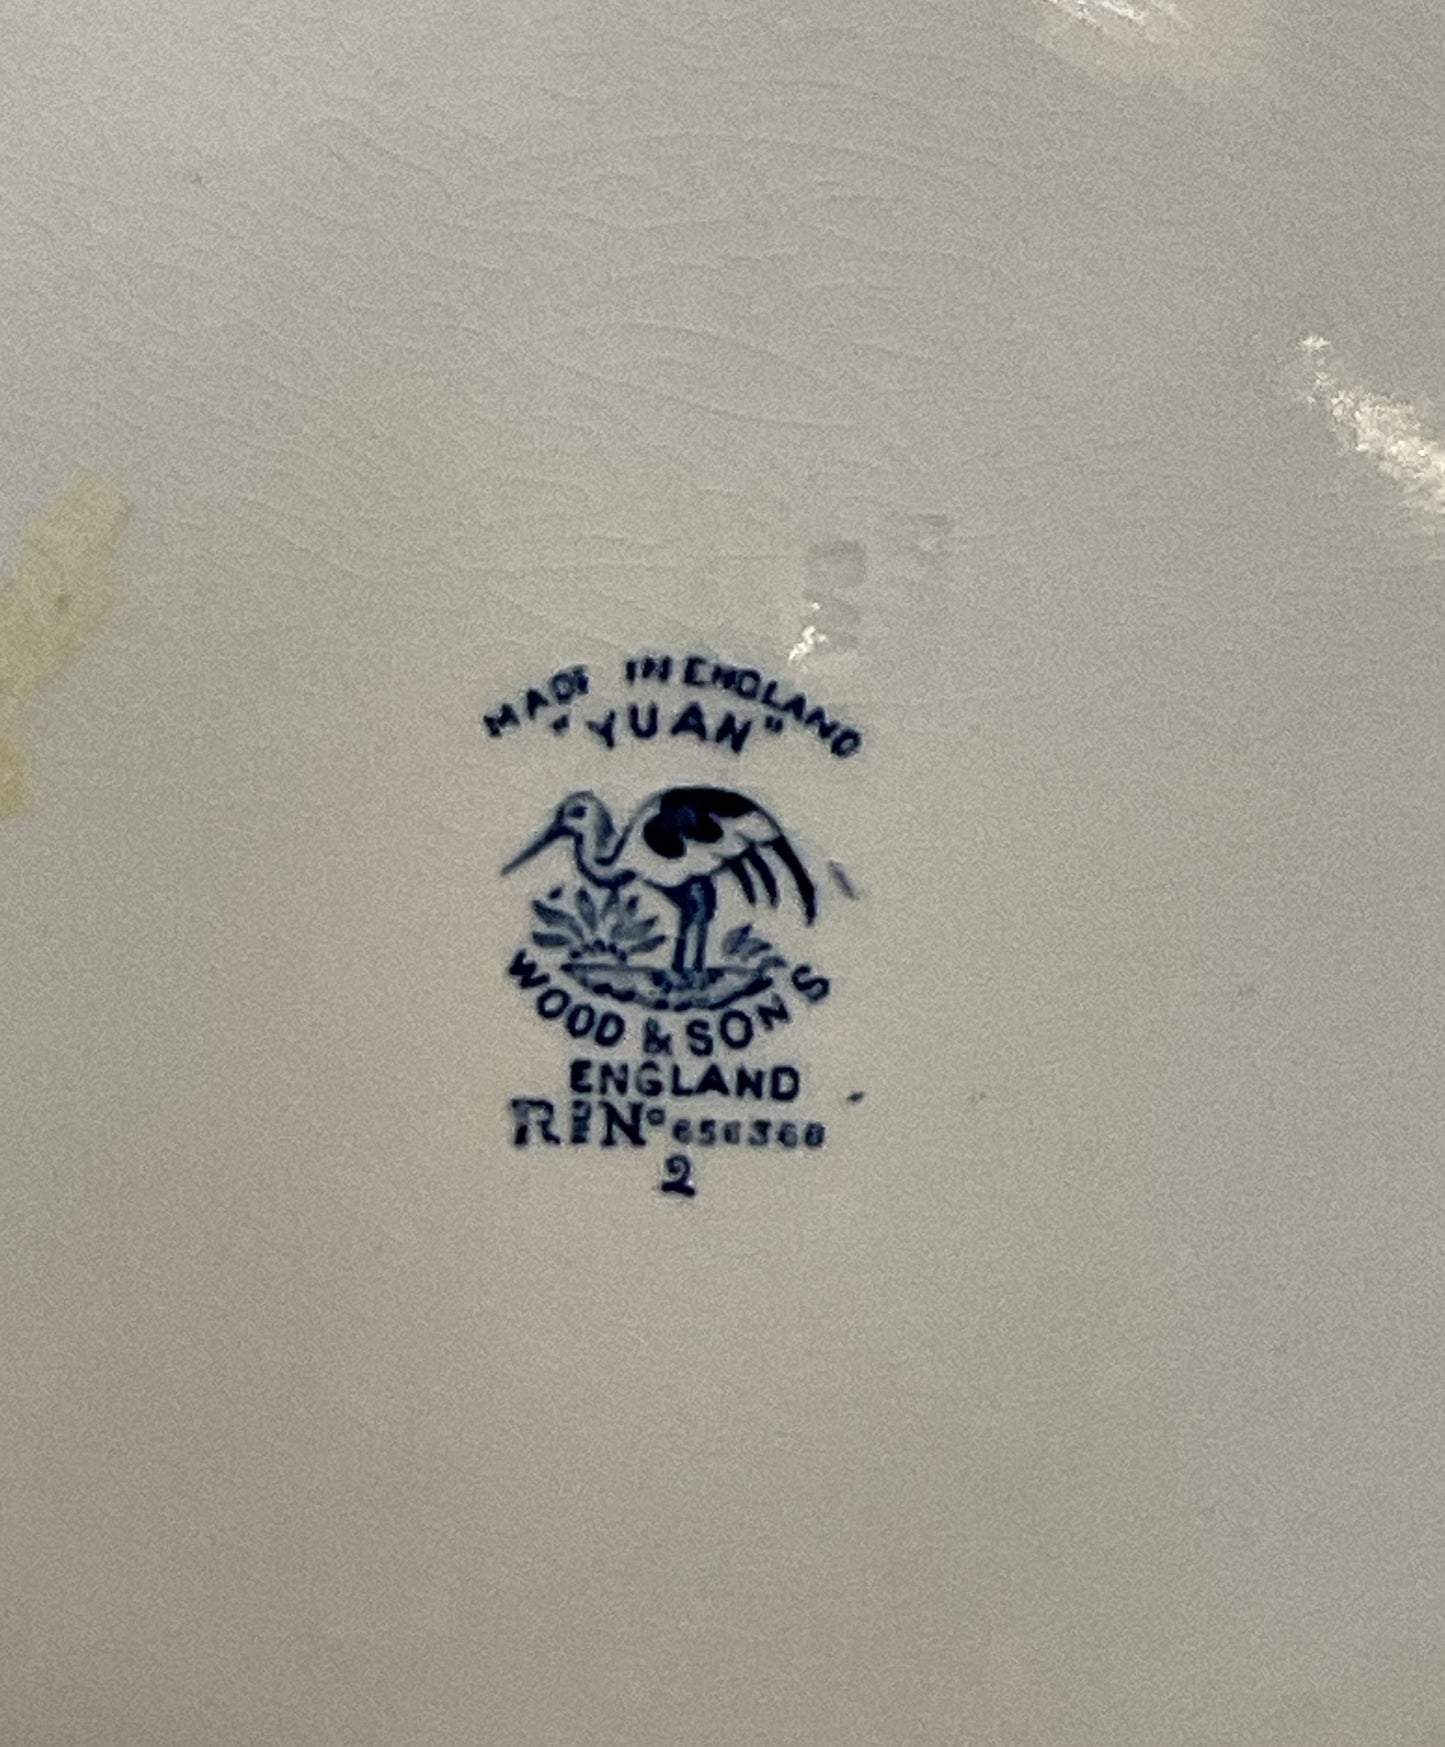 MADE IN ENGLAND
"YUAN"
WOOD & SONS
ENGLAND
Rd No 656368
2